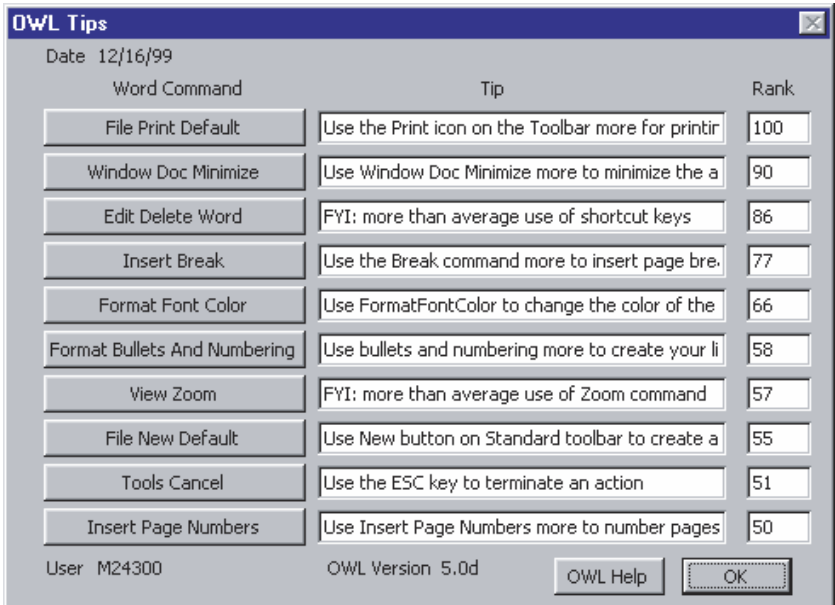 OWL Tips
Date 12/16/99
Word Command Tip Rank
File Print Default Use the Print icon on the Toolbar more for printin 100
Window Doc Minimize Use Window Doc Minimize more to minimize the a 90
Edit Delete Word FYI: more than average use of shortcut keys 86
Insert Break Use the Break command more to insert page bre 77
Format Font Color Use FormatFontColor to change the color of the 66
Format Bullets And Numbering Use bullets and numbering more to create your li 58
View Zoom FYI: more than average use of Zoom command 57
File New Default Use New button on Standard toolbar to create a 55
Tools Cancel Use the ESC key to terminate an action 51
Insert Page Numbers Use Insert Page Numbers more to number pages 50
User M24300 OWL Version 5.0d OWL Help OK